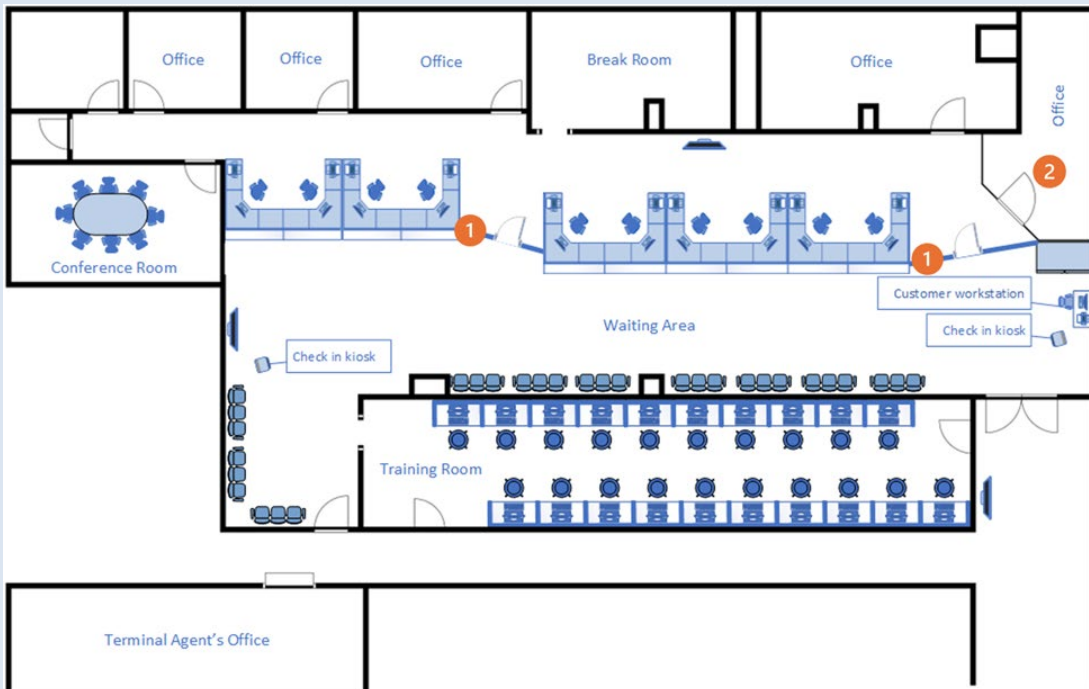 Office
Office
Office
Break Room
Office
Office
2
1
1
Conference Room
Customer workstation
Waiting Area
Check in kiosk
Check in kiosk
Training Room
Terminal Agent's Office